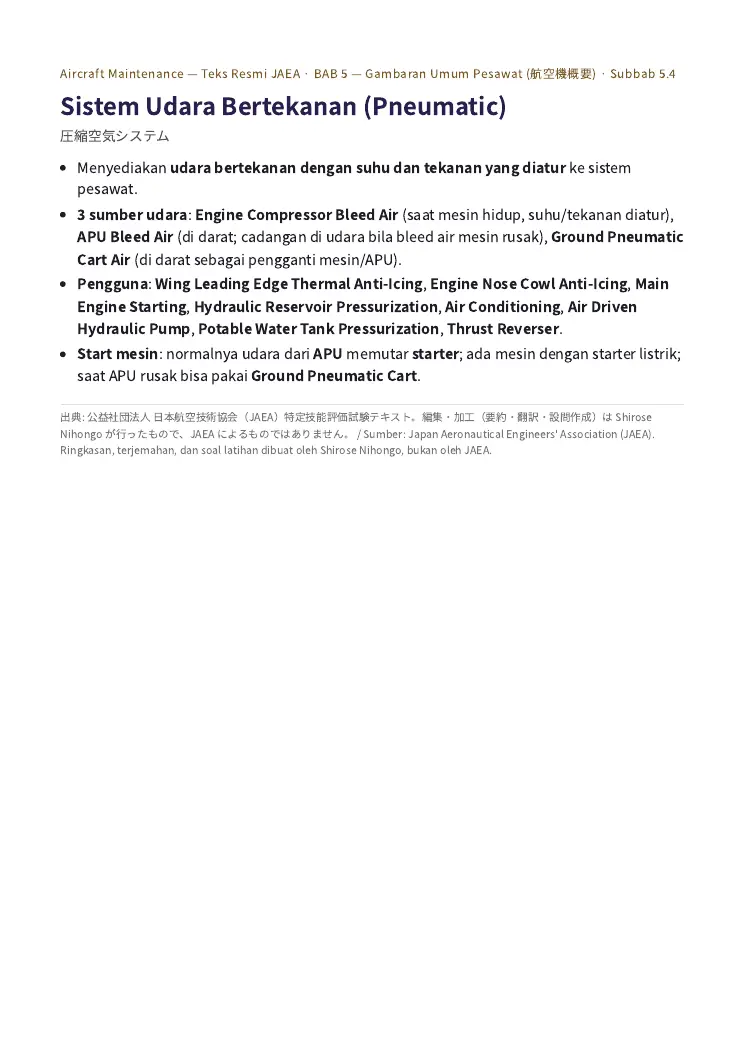 Aircraft Maintenance — Teks Resmi JAEA · BAB 5 — Gambaran Umum Pesawat (航空機概要) · Subbab 5.4
Sistem Udara Bertekanan (Pneumatic)
圧縮空気システム
• Menyediakan udara bertekanan dengan suhu dan tekanan yang diatur ke sistem
pesawat.
• 3 sumber udara: Engine Compressor Bleed Air (saat mesin hidup, suhu/tekanan diatur),
APU Bleed Air (di darat; cadangan di udara bila bleed air mesin rusak), Ground Pneumatic
Cart Air (di darat sebagai pengganti mesin/APU).
• Pengguna: Wing Leading Edge Thermal Anti-Icing, Engine Nose Cowl Anti-Icing, Main
Engine Starting, Hydraulic Reservoir Pressurization, Air Conditioning, Air Driven
Hydraulic Pump, Potable Water Tank Pressurization, Thrust Reverser.
• Start mesin: normalnya udara dari APU memutar starter; ada mesin dengan starter listrik;
saat APU rusak bisa pakai Ground Pneumatic Cart.
出典: 公益社団法人 日本航空技術協会（JAEA）特定技能評価試験テキスト。編集・加工（要約・翻訳・設問作成）は Shirose
Nihongo が行ったもので、JAEA によるものではありません。 / Sumber: Japan Aeronautical Engineers' Association (JAEA).
Ringkasan, terjemahan, dan soal latihan dibuat oleh Shirose Nihongo, bukan oleh JAEA.